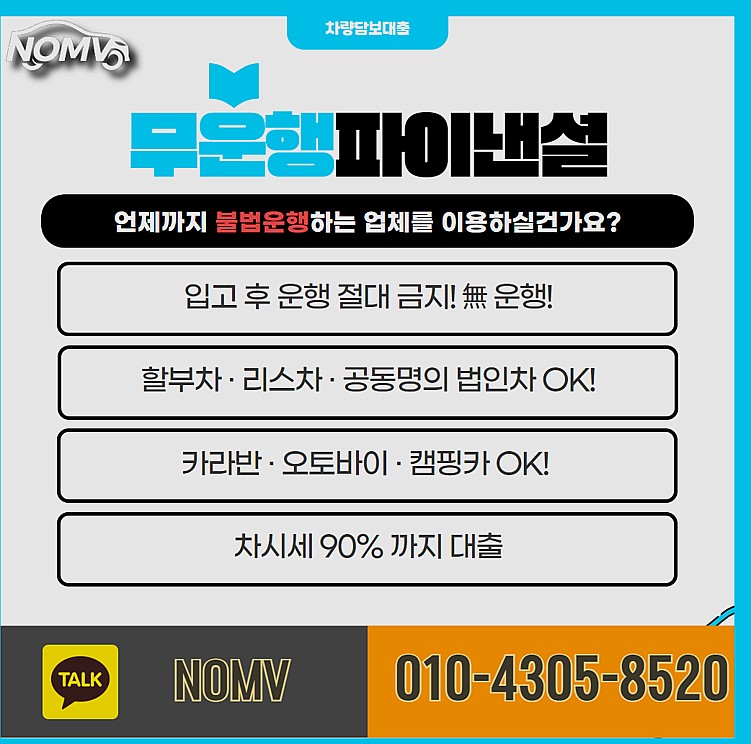 차량담보대출
NOMV
무운행파이낸셜
언제까지 불법운행하는 업체를 이용하실건가요?
입고 후 운행 절대 금지! 無 운행!
할부차 · 리스차 · 공동명의 법인차 OK!
카라반 · 오토바이 · 캠핑카 OK!
차시세 90% 까지 대출
TALK
NOMV
010-4305-8520